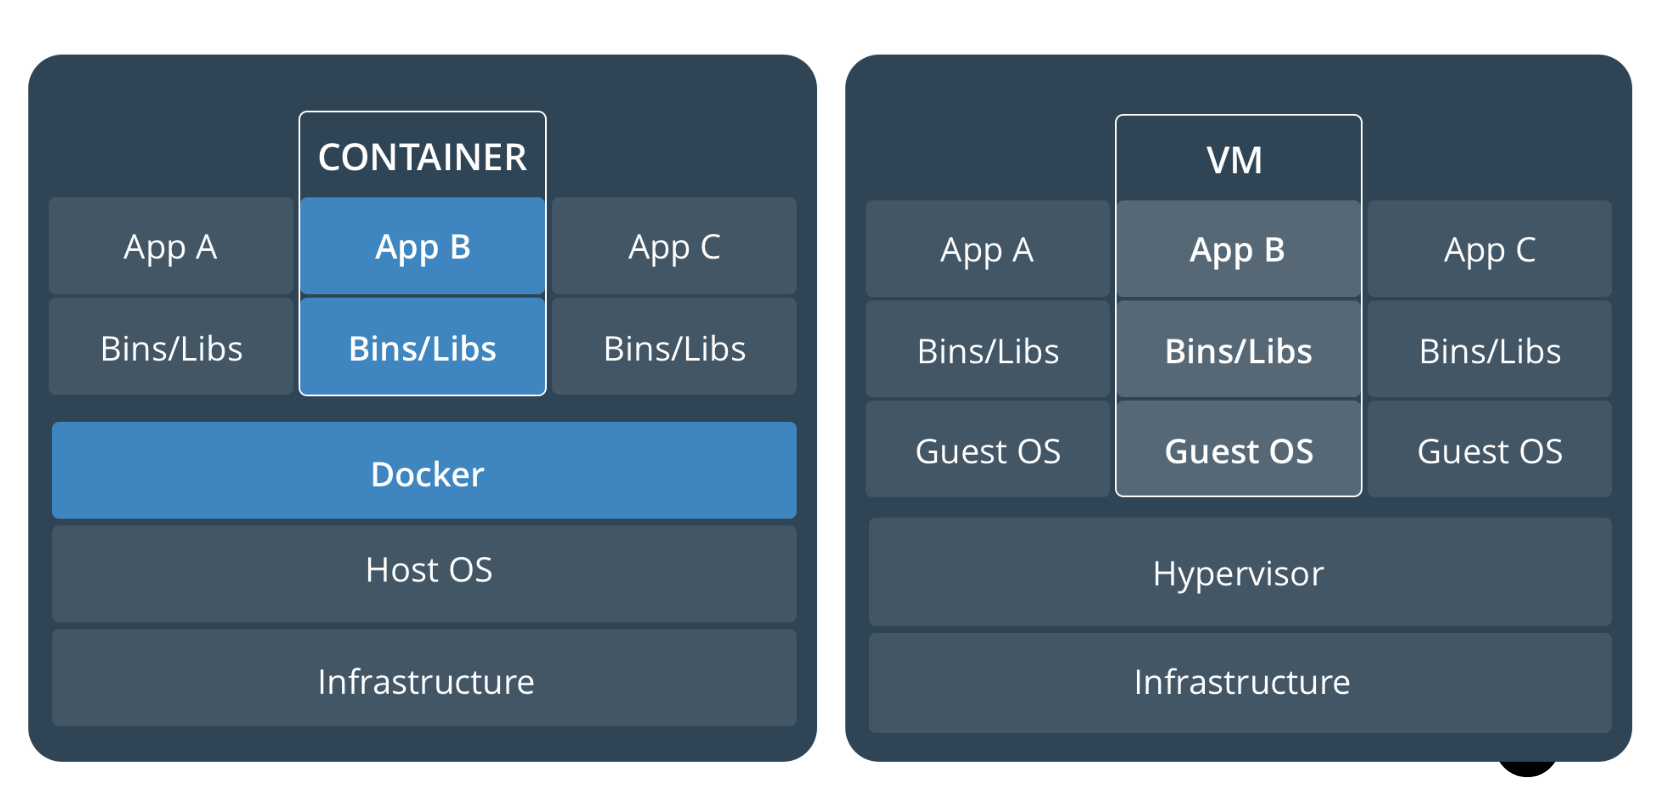 CONTAINER
App A
App B
App C
Bins/Libs
Bins/Libs
Bins/Libs
Docker
Host OS
Infrastructure
VM
App A
App B
App C
Bins/Libs
Bins/Libs
Bins/Libs
Guest OS
Guest OS
Guest OS
Hypervisor
Infrastructure